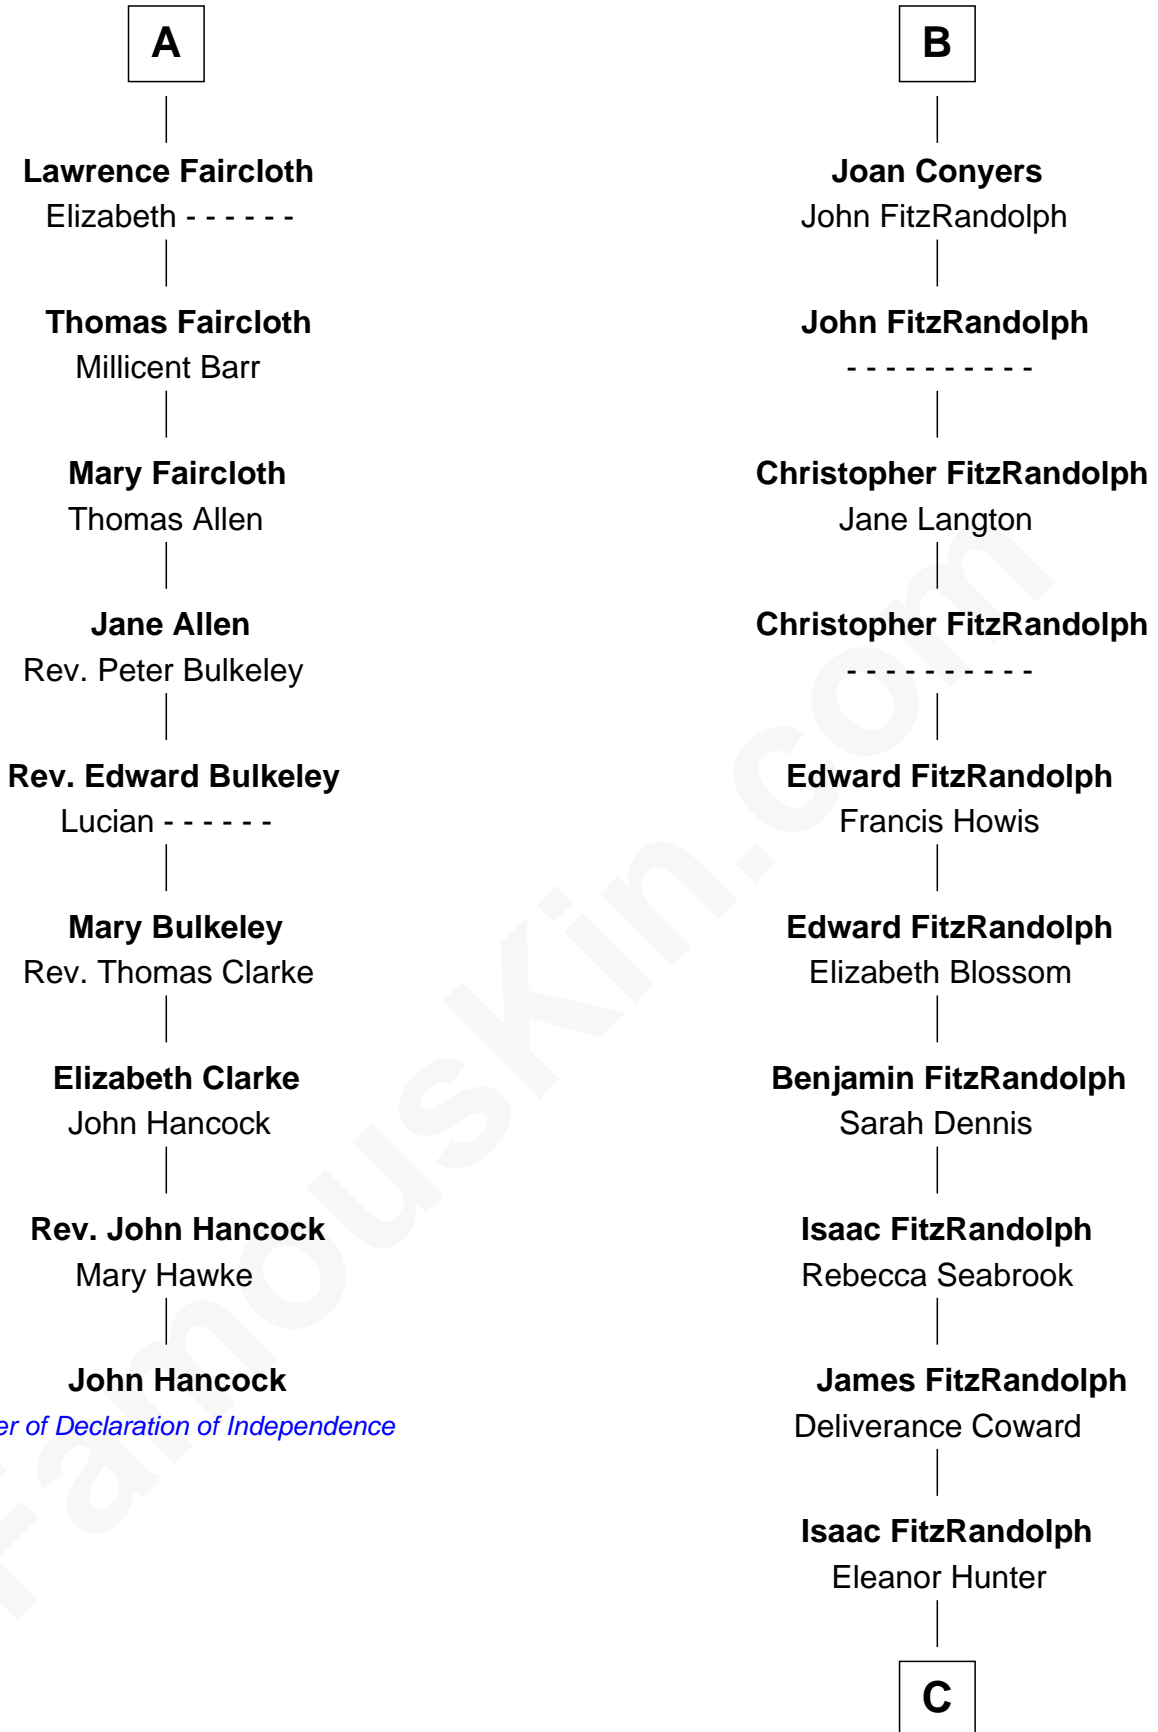 A
Lawrence Faircloth
Elizabeth - - - - - -
Thomas Faircloth
Millicent Barr
Mary Faircloth
Thomas Allen
Jane Allen
Rev. Peter Bulkeley
Rev. Edward Bulkeley
Lucian - - - - - -
Mary Bulkeley
Rev. Thomas Clarke
Elizabeth Clarke
John Hancock
Rev. John Hancock
Mary Hawke
John Hancock
er of Declaration of Independence
B
Joan Conyers
John FitzRandolph
John FitzRandolph
- - - - - - - - - -
Christopher FitzRandolph
Jane Langton
Christopher FitzRandolph
- - - - - - - - - -
Edward FitzRandolph
Francis Howis
Edward FitzRandolph
Elizabeth Blossom
Benjamin FitzRandolph
Sarah Dennis
Isaac FitzRandolph
Rebecca Seabrook
James FitzRandolph
Deliverance Coward
Isaac FitzRandolph
Eleanor Hunter
C
FamousKin.com